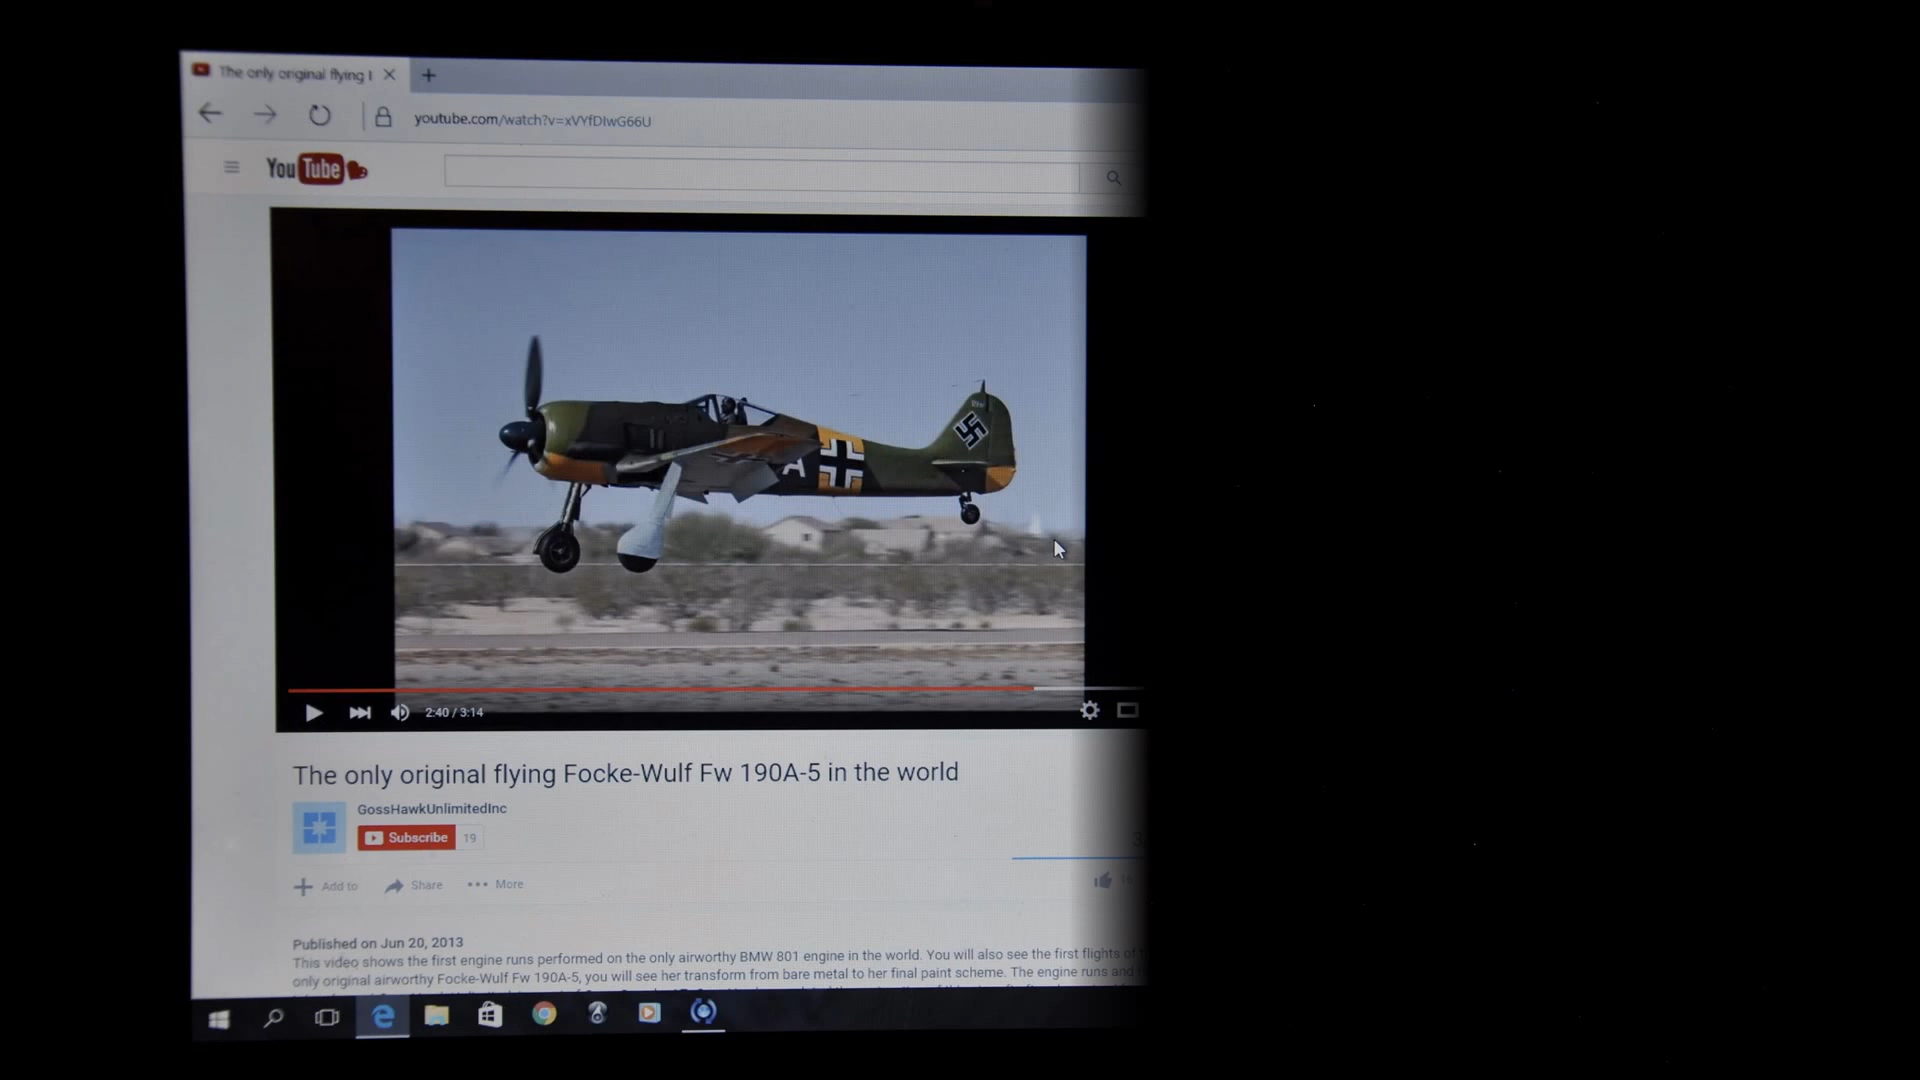 The only original flying
youtube.com/watch?v=xVYfDIwG66U
YouTube
A
2:40 / 3:14
The only original flying Focke-Wulf Fw 190A-5 in the world
GossHawkUnlimitedInc
Subscribe 19
Add to Share More
16
Published on Jun 20, 2013
This video shows the first engine runs performed on the only airworthy BMW 801 engine in the world. You will also see the first flights of
only original airworthy Focke-Wulf Fw 190A-5, you will see her transform from bare metal to her final paint scheme. The engine runs and